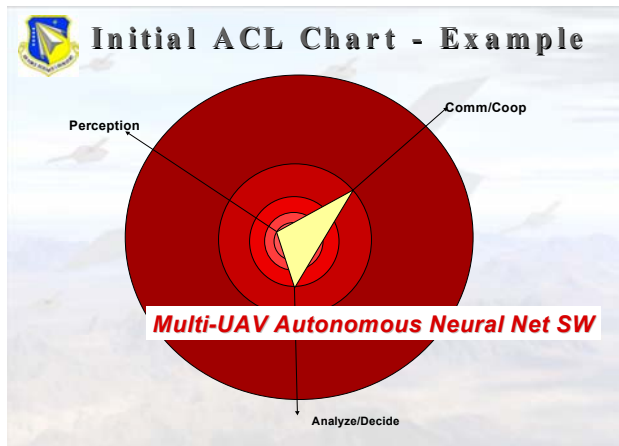 Initial ACL Chart - Example
Comm/Coop
Perception
Multi-UAV Autonomous Neural Net SW
Analyze/Decide